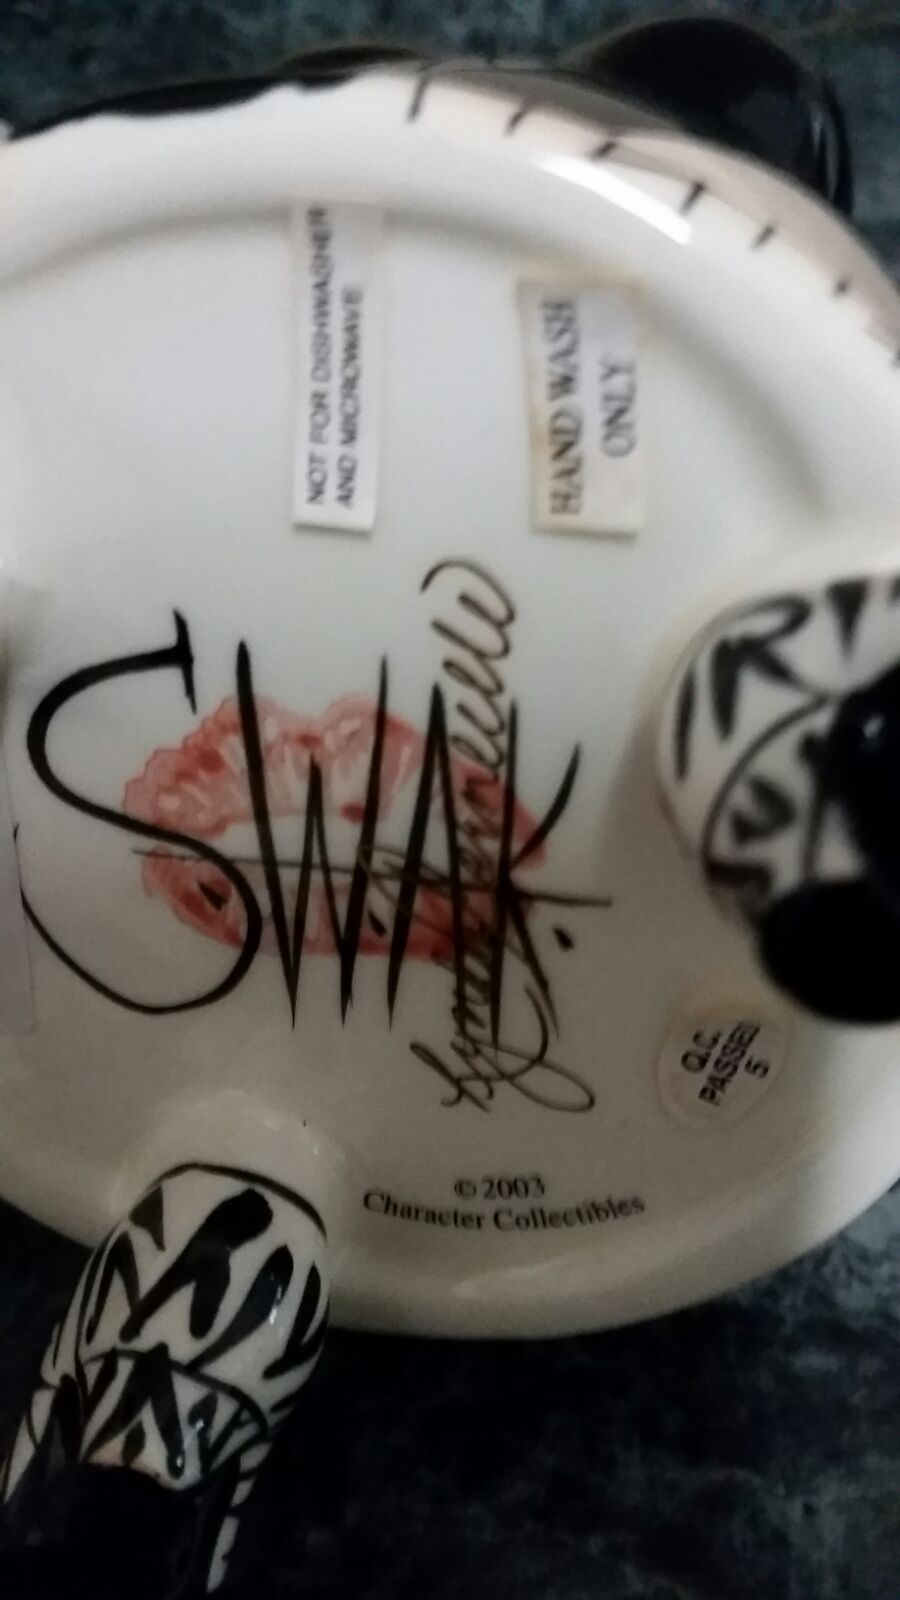 NOT FOR DISHWASHER
AND MICROWAVE
HAND WASH
ONLY
SWAK.
Q.C.
PASSED
5
©2003
Character Collectibles